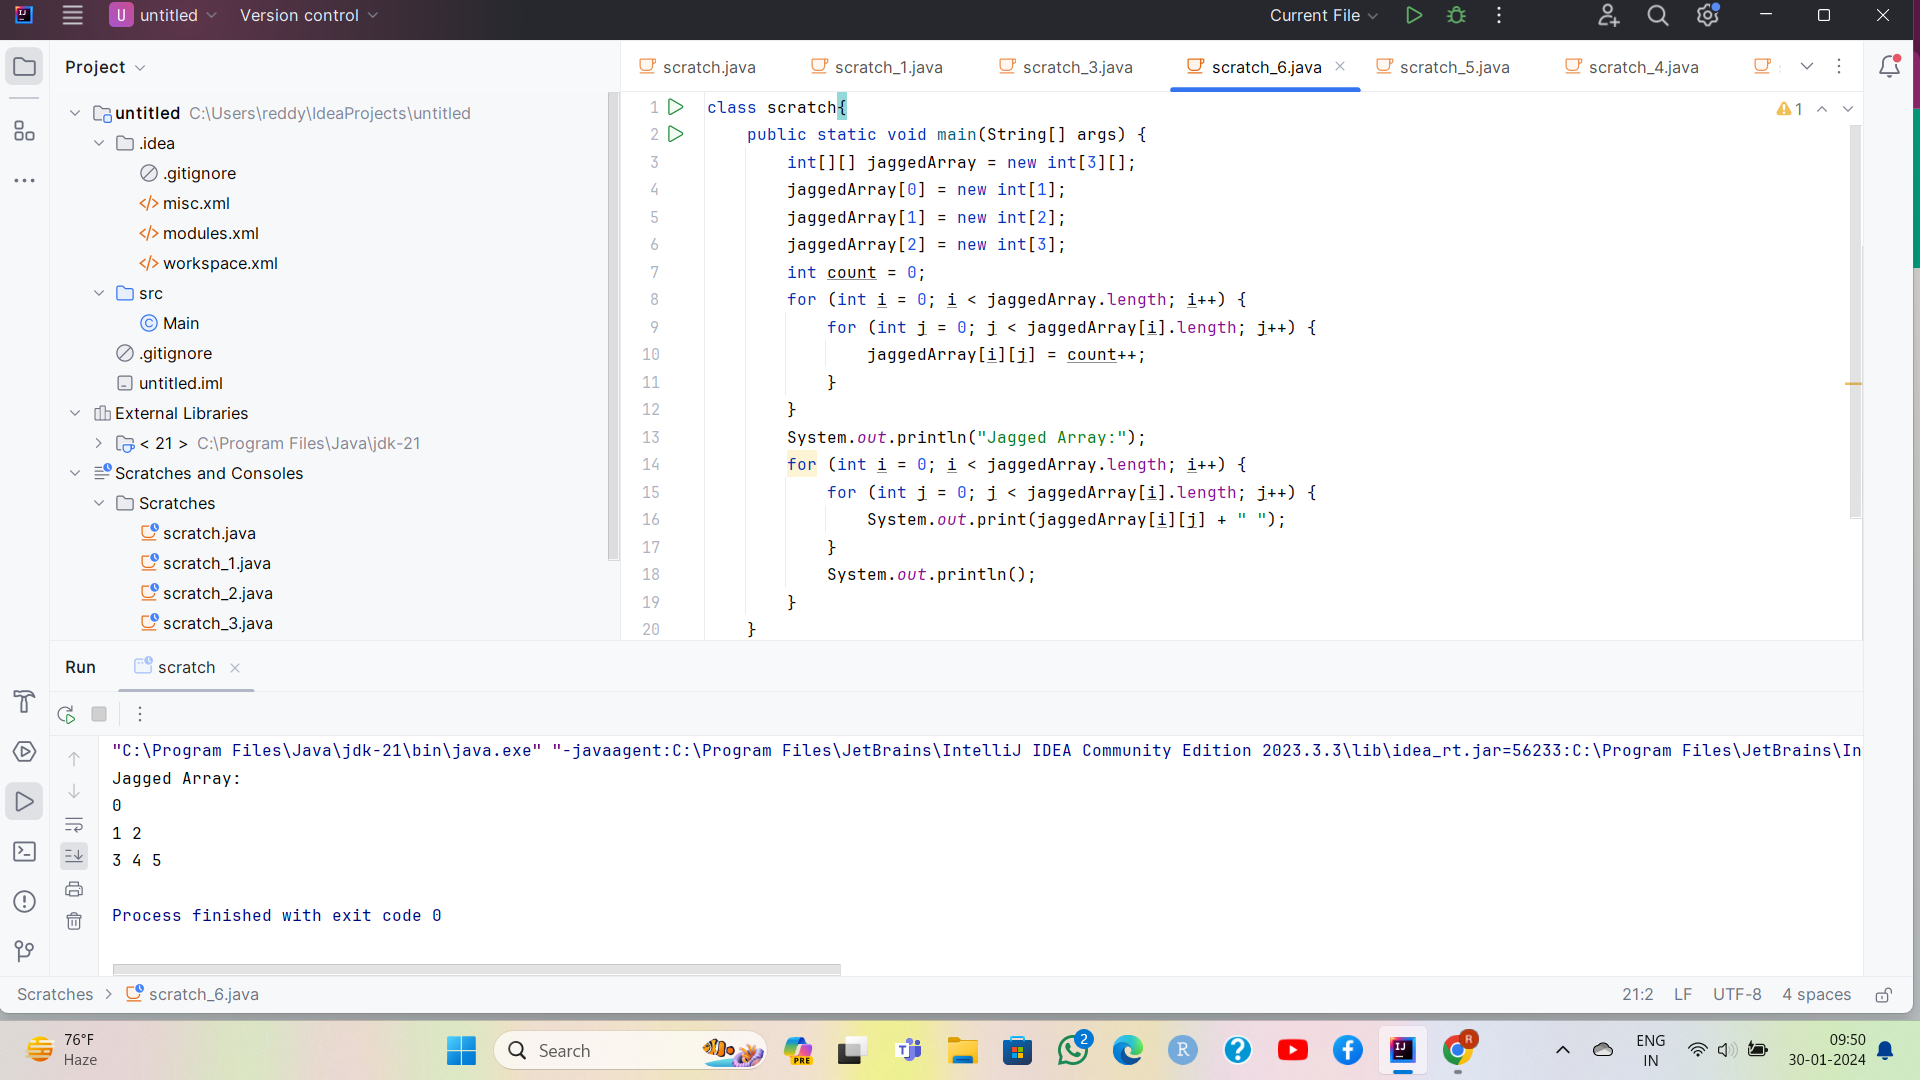 U untitled Version control Current File
Project
scratch.java scratch_1.java scratch_3.java scratch_6.java scratch_5.java scratch_4.java
untitled C:\Users\reddy\IdeaProjects\untitled
.idea
.gitignore
misc.xml
modules.xml
workspace.xml
src
Main
.gitignore
untitled.iml
External Libraries
< 21 > C:\Program Files\Java\jdk-21
Scratches and Consoles
Scratches
scratch.java
scratch_1.java
scratch_2.java
scratch_3.java
1 class scratch{
2 public static void main(String[] args) {
3 int[][] jaggedArray = new int[3][];
4 jaggedArray[0] = new int[1];
5 jaggedArray[1] = new int[2];
6 jaggedArray[2] = new int[3];
7 int count = 0;
8 for (int i = 0; i < jaggedArray.length; i++) {
9 for (int j = 0; j < jaggedArray[i].length; j++) {
10 jaggedArray[i][j] = count++;
11 }
12 }
13 System.out.println("Jagged Array:");
14 for (int i = 0; i < jaggedArray.length; i++) {
15 for (int j = 0; j < jaggedArray[i].length; j++) {
16 System.out.print(jaggedArray[i][j] + " ");
17 }
18 System.out.println();
19 }
20 }
1
Run scratch
"C:\Program Files\Java\jdk-21\bin\java.exe" "-javaagent:C:\Program Files\JetBrains\IntelliJ IDEA Community Edition 2023.3.3\lib\idea_rt.jar=56233:C:\Program Files\JetBrains\In
Jagged Array:
0
1 2
3 4 5
Process finished with exit code 0
Scratches > scratch_6.java 21:2 LF UTF-8 4 spaces
76°F
Haze
Search
PRE
2
R
R
ENG
IN
09:50
30-01-2024